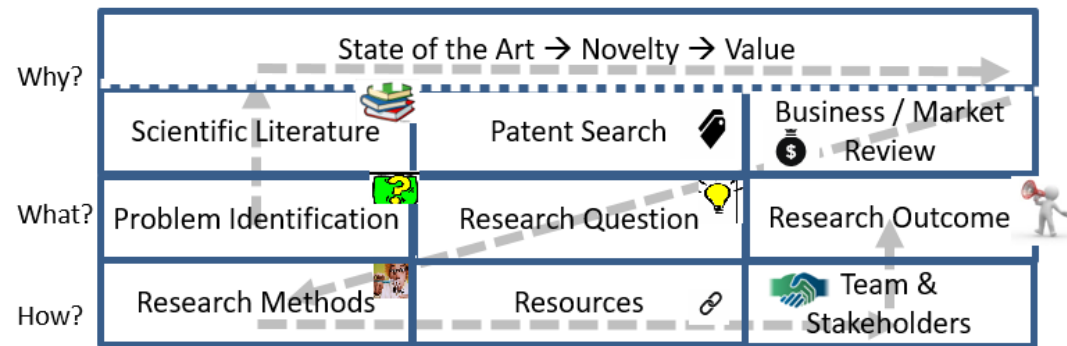 State of the Art → Novelty → Value
Why?
Scientific Literature
Patent Search
Business / Market
Review
What?
Problem Identification
Research Question
Research Outcome
How?
Research Methods
Resources
Team &
Stakeholders